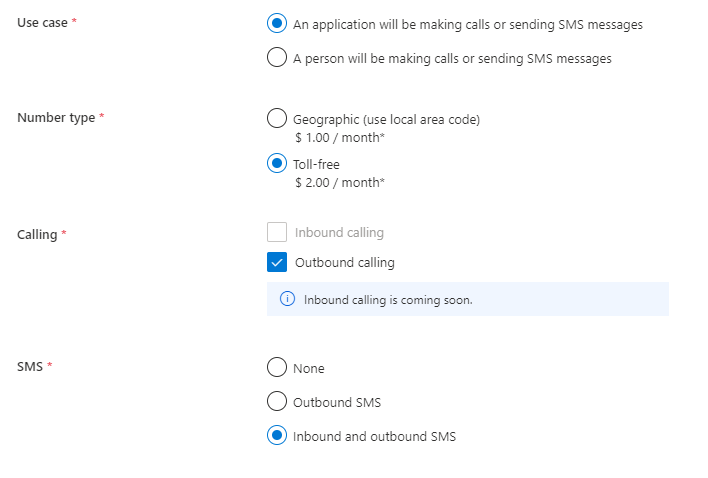 Use case *
An application will be making calls or sending SMS messages
A person will be making calls or sending SMS messages
Number type *
Geographic (use local area code)
$ 1.00 / month*
Toll-free
$ 2.00 / month*
Calling *
Inbound calling
Outbound calling
Inbound calling is coming soon.
SMS *
None
Outbound SMS
Inbound and outbound SMS